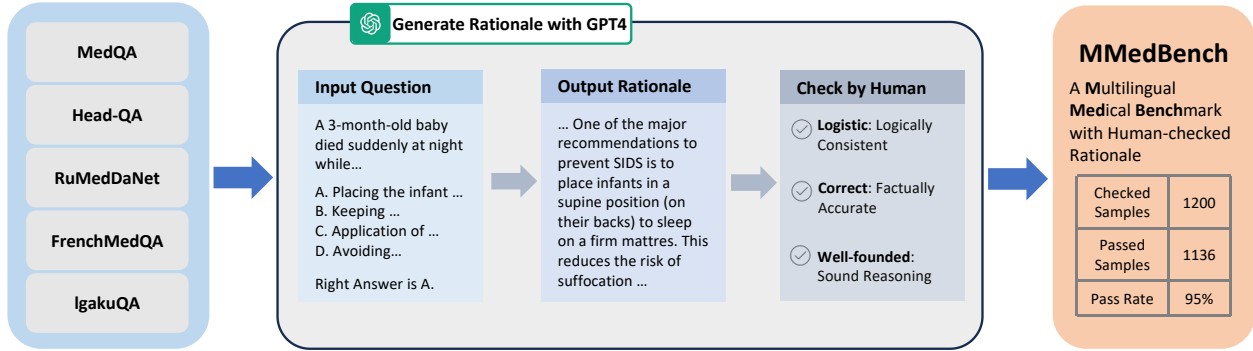 MedQA
Head-QA
RuMedDaNet
FrenchMedQA
IgakuQA
Generate Rationale with GPT4
Input Question
A 3-month-old baby
died suddenly at night
while…
A. Placing the infant …
B. Keeping …
C. Application of …
D. Avoiding…
Right Answer is A.
Output Rationale
… One of the major
recommendations to
prevent SIDS is to
place infants in a
supine position (on
their backs) to sleep
on a firm mattres. This
reduces the risk of
suffocation …
Check by Human
Logistic: Logically
Consistent
Correct: Factually
Accurate
Well-founded:
Sound Reasoning
MMedBench
A Multilingual
Medical Benchmark
with Human-checked
Rationale
Checked
Samples
1200
Passed
Samples
1136
Pass Rate
95%